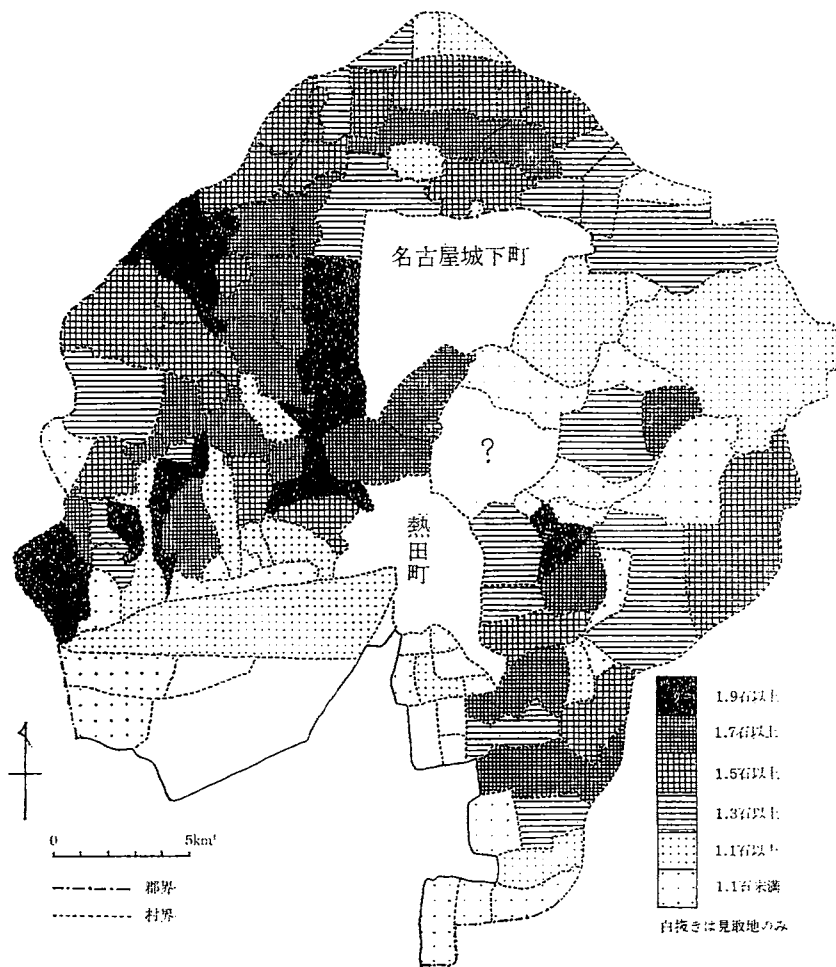 名古屋城下町
?
熱田町
1.9石以上
1.7石以上
1.5石以上
1.3石以上
1.1石以上
1.1石未満
白抜きは見取地のみ
0 5km
郡界
村界